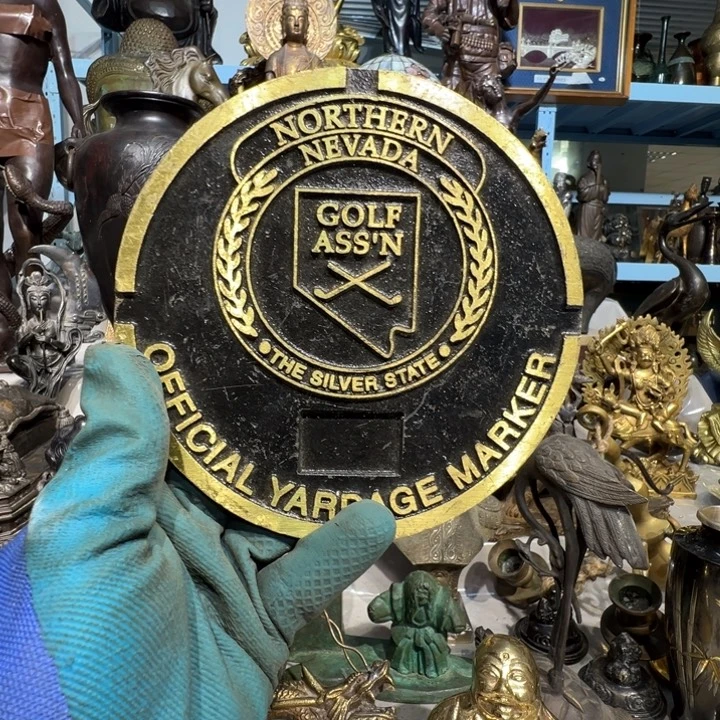 NORTHERN
NEVADA
GOLF
ASS'N
• THE SILVER STATE •
OFFICIAL YARDAGE MARKER